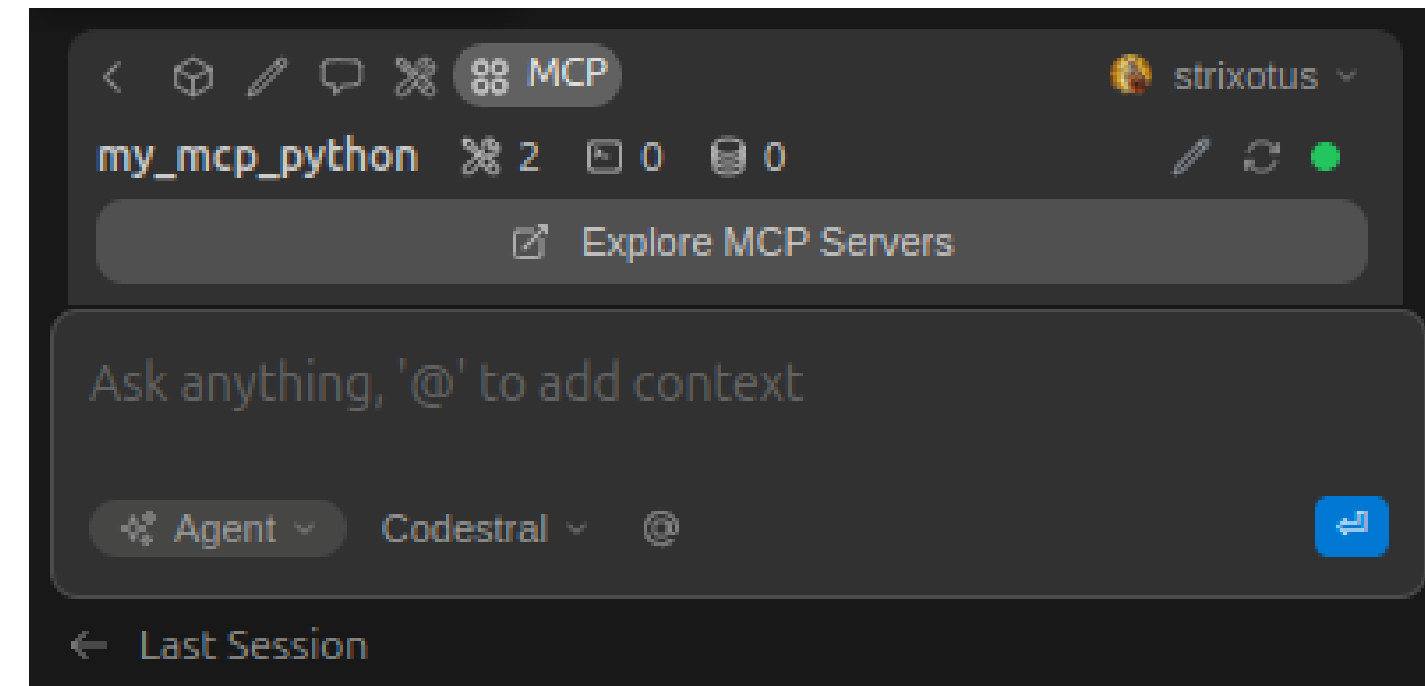 MCP strixotus
my_mcp_python 2 0 0
Explore MCP Servers
Ask anything, '@' to add context
Agent Codestral @
Last Session